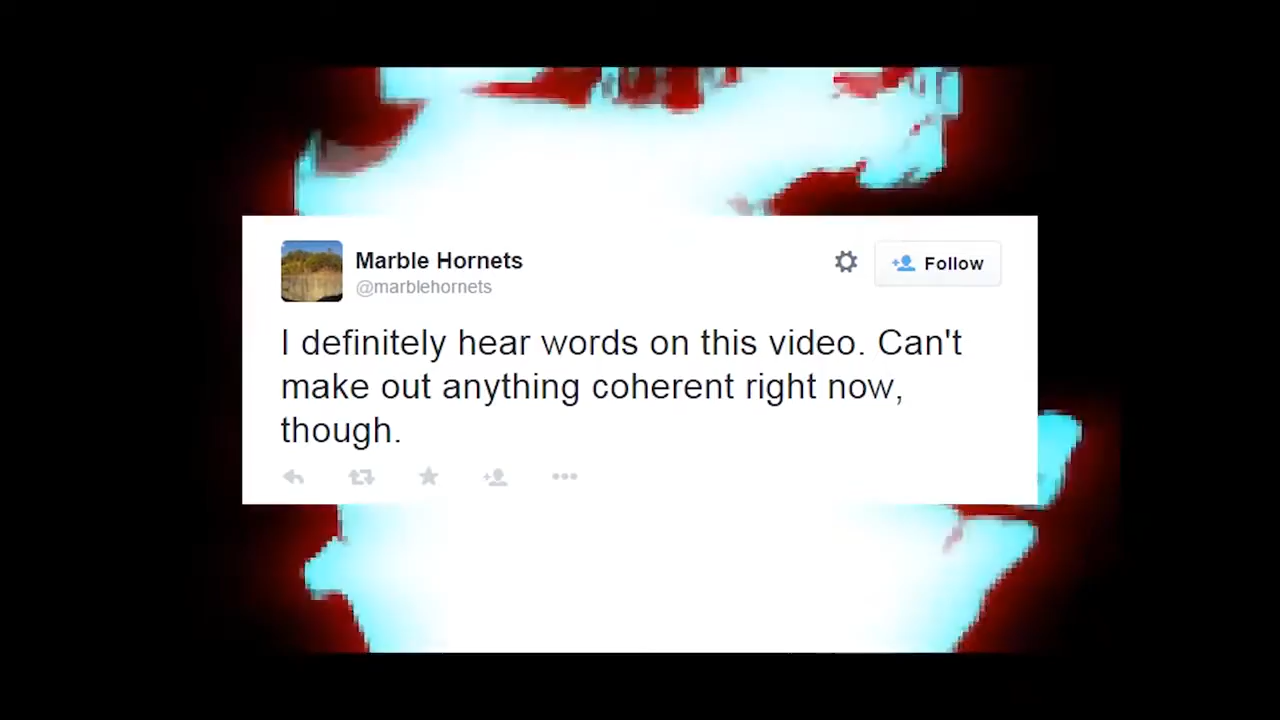 Marble Hornets
@marblehornets
Follow
I definitely hear words on this video. Can't
make out anything coherent right now,
though.